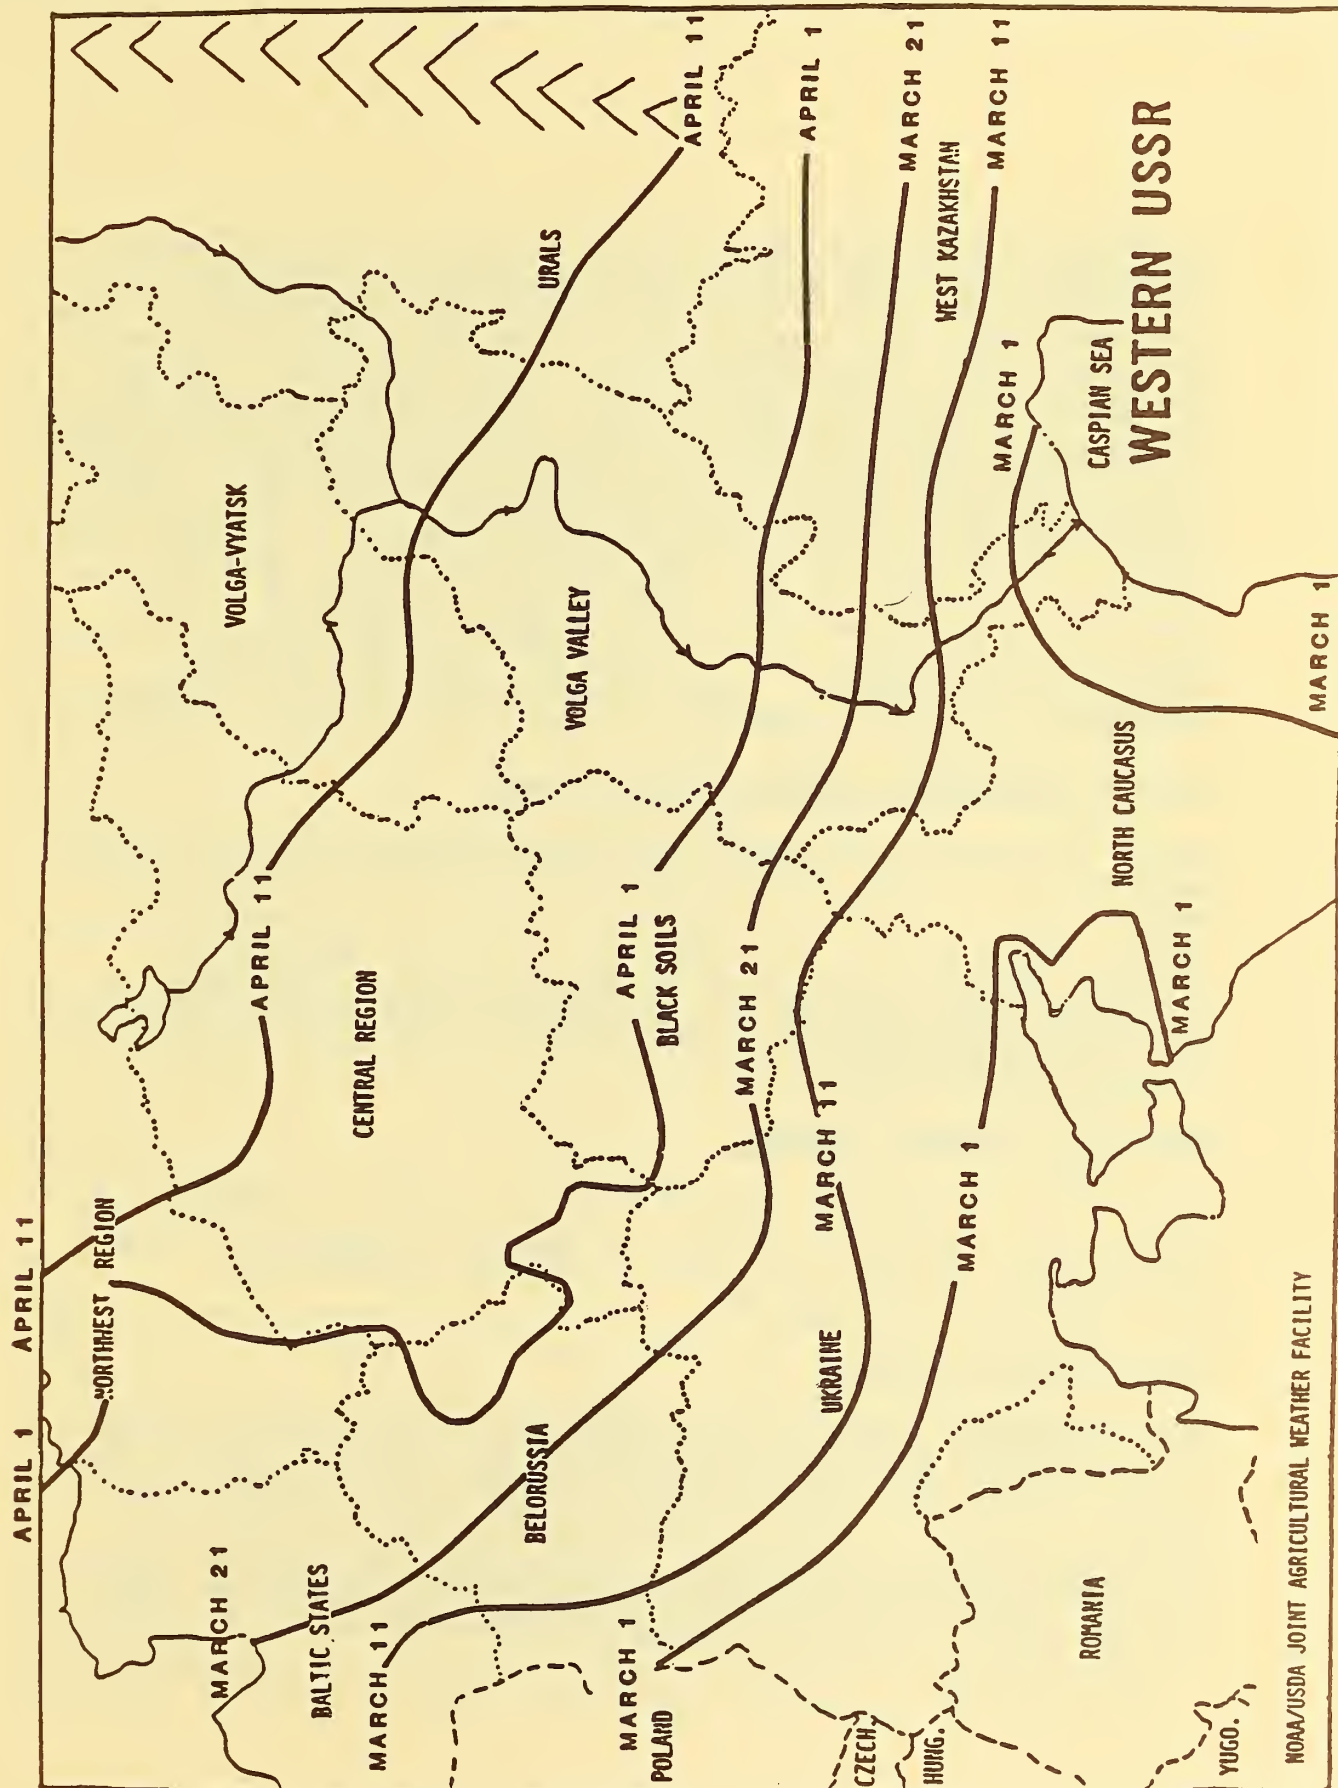 APRIL 1
APRIL 11
NORTHWEST REGION
APRIL 11
VOLGA-VYATSK
MARCH 21
BALTIC STATES
MARCH 11
CENTRAL REGION
BELORUSSIA
VOLGA VALLEY
URALS
APRIL 11
MARCH 1
POLAND
APRIL 1
BLACK SOILS
MARCH 21
APRIL 1
UKRAINE
MARCH 11
MARCH 21
WEST KAZAKHSTAN
MARCH 11
CZECH.
HUNG.
MARCH 1
MARCH 1
CASPIAN SEA
ROMANIA
NORTH CAUCASUS
WESTERN USSR
MARCH 1
YUGO.
MARCH 1
NOAA/USDA JOINT AGRICULTURAL WEATHER FACILITY